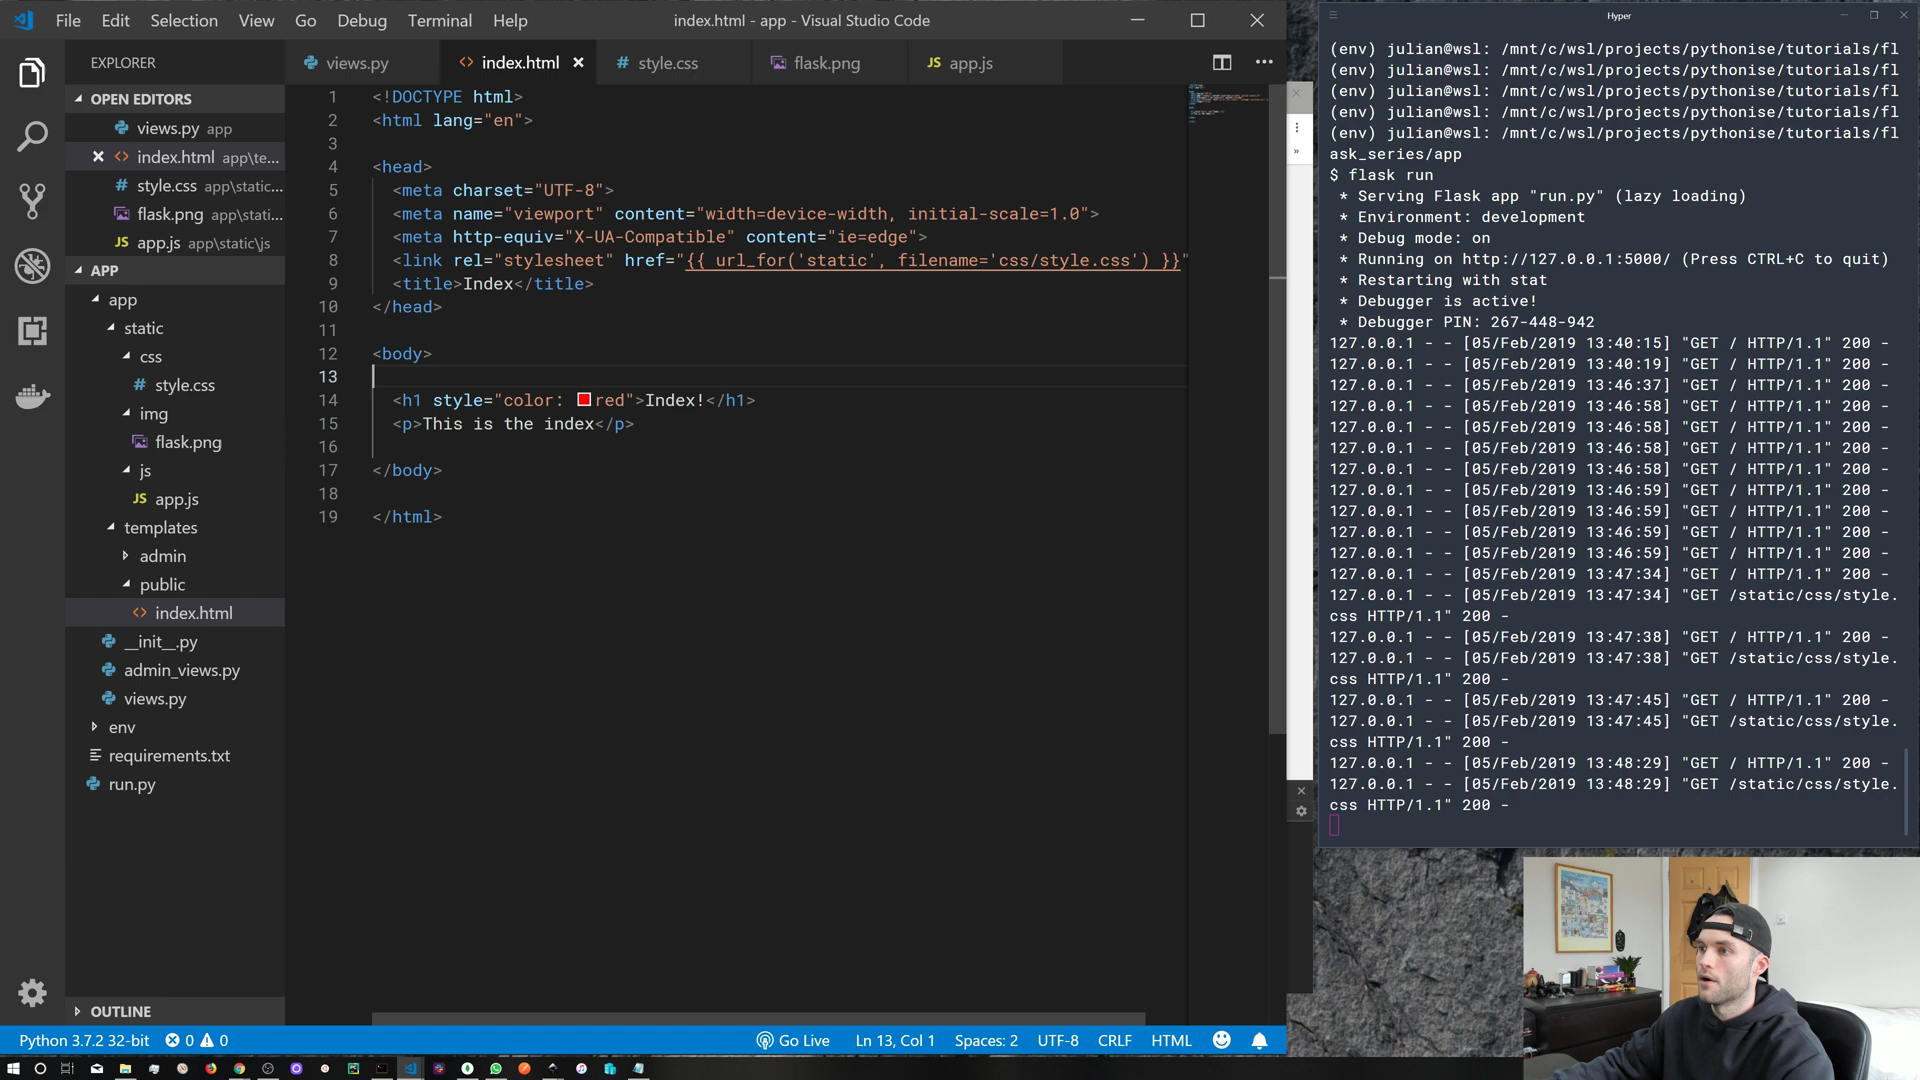 File Edit Selection View Go Debug Terminal Help
index.html - app - Visual Studio Code
EXPLORER
views.py
<> index.html ×
# style.css
flask.png
JS app.js
OPEN EDITORS
views.py app
× <> index.html app\te...
# style.css app\static...
flask.png app\stati...
JS app.js app\static\js
APP
app
static
css
# style.css
img
flask.png
js
JS app.js
templates
admin
public
<> index.html
__init__.py
admin_views.py
views.py
env
requirements.txt
run.py
OUTLINE
1 <!DOCTYPE html>
2 <html lang="en">
3
4 <head>
5 <meta charset="UTF-8">
6 <meta name="viewport" content="width=device-width, initial-scale=1.0">
7 <meta http-equiv="X-UA-Compatible" content="ie=edge">
8 <link rel="stylesheet" href="{{ url_for('static', filename='css/style.css') }}"
9 <title>Index</title>
10 </head>
11
12 <body>
13
14 <h1 style="color: red">Index!</h1>
15 <p>This is the index</p>
16
17 </body>
18
19 </html>
Python 3.7.2 32-bit 0 0
Go Live Ln 13, Col 1 Spaces: 2 UTF-8 CRLF HTML
Hyper
(env) julian@wsl: /mnt/c/wsl/projects/pythonise/tutorials/fl
(env) julian@wsl: /mnt/c/wsl/projects/pythonise/tutorials/fl
(env) julian@wsl: /mnt/c/wsl/projects/pythonise/tutorials/fl
(env) julian@wsl: /mnt/c/wsl/projects/pythonise/tutorials/fl
(env) julian@wsl: /mnt/c/wsl/projects/pythonise/tutorials/fl
ask_series/app
$ flask run
* Serving Flask app "run.py" (lazy loading)
* Environment: development
* Debug mode: on
* Running on http://127.0.0.1:5000/ (Press CTRL+C to quit)
* Restarting with stat
* Debugger is active!
* Debugger PIN: 267-448-942
127.0.0.1 - - [05/Feb/2019 13:40:15] "GET / HTTP/1.1" 200 -
127.0.0.1 - - [05/Feb/2019 13:40:19] "GET / HTTP/1.1" 200 -
127.0.0.1 - - [05/Feb/2019 13:46:37] "GET / HTTP/1.1" 200 -
127.0.0.1 - - [05/Feb/2019 13:46:58] "GET / HTTP/1.1" 200 -
127.0.0.1 - - [05/Feb/2019 13:46:58] "GET / HTTP/1.1" 200 -
127.0.0.1 - - [05/Feb/2019 13:46:58] "GET / HTTP/1.1" 200 -
127.0.0.1 - - [05/Feb/2019 13:46:58] "GET / HTTP/1.1" 200 -
127.0.0.1 - - [05/Feb/2019 13:46:59] "GET / HTTP/1.1" 200 -
127.0.0.1 - - [05/Feb/2019 13:46:59] "GET / HTTP/1.1" 200 -
127.0.0.1 - - [05/Feb/2019 13:46:59] "GET / HTTP/1.1" 200 -
127.0.0.1 - - [05/Feb/2019 13:46:59] "GET / HTTP/1.1" 200 -
127.0.0.1 - - [05/Feb/2019 13:47:34] "GET / HTTP/1.1" 200 -
127.0.0.1 - - [05/Feb/2019 13:47:34] "GET /static/css/style.
css HTTP/1.1" 200 -
127.0.0.1 - - [05/Feb/2019 13:47:38] "GET / HTTP/1.1" 200 -
127.0.0.1 - - [05/Feb/2019 13:47:38] "GET /static/css/style.
css HTTP/1.1" 200 -
127.0.0.1 - - [05/Feb/2019 13:47:45] "GET / HTTP/1.1" 200 -
127.0.0.1 - - [05/Feb/2019 13:47:45] "GET /static/css/style.
css HTTP/1.1" 200 -
127.0.0.1 - - [05/Feb/2019 13:48:29] "GET / HTTP/1.1" 200 -
127.0.0.1 - - [05/Feb/2019 13:48:29] "GET /static/css/style.
css HTTP/1.1" 200 -